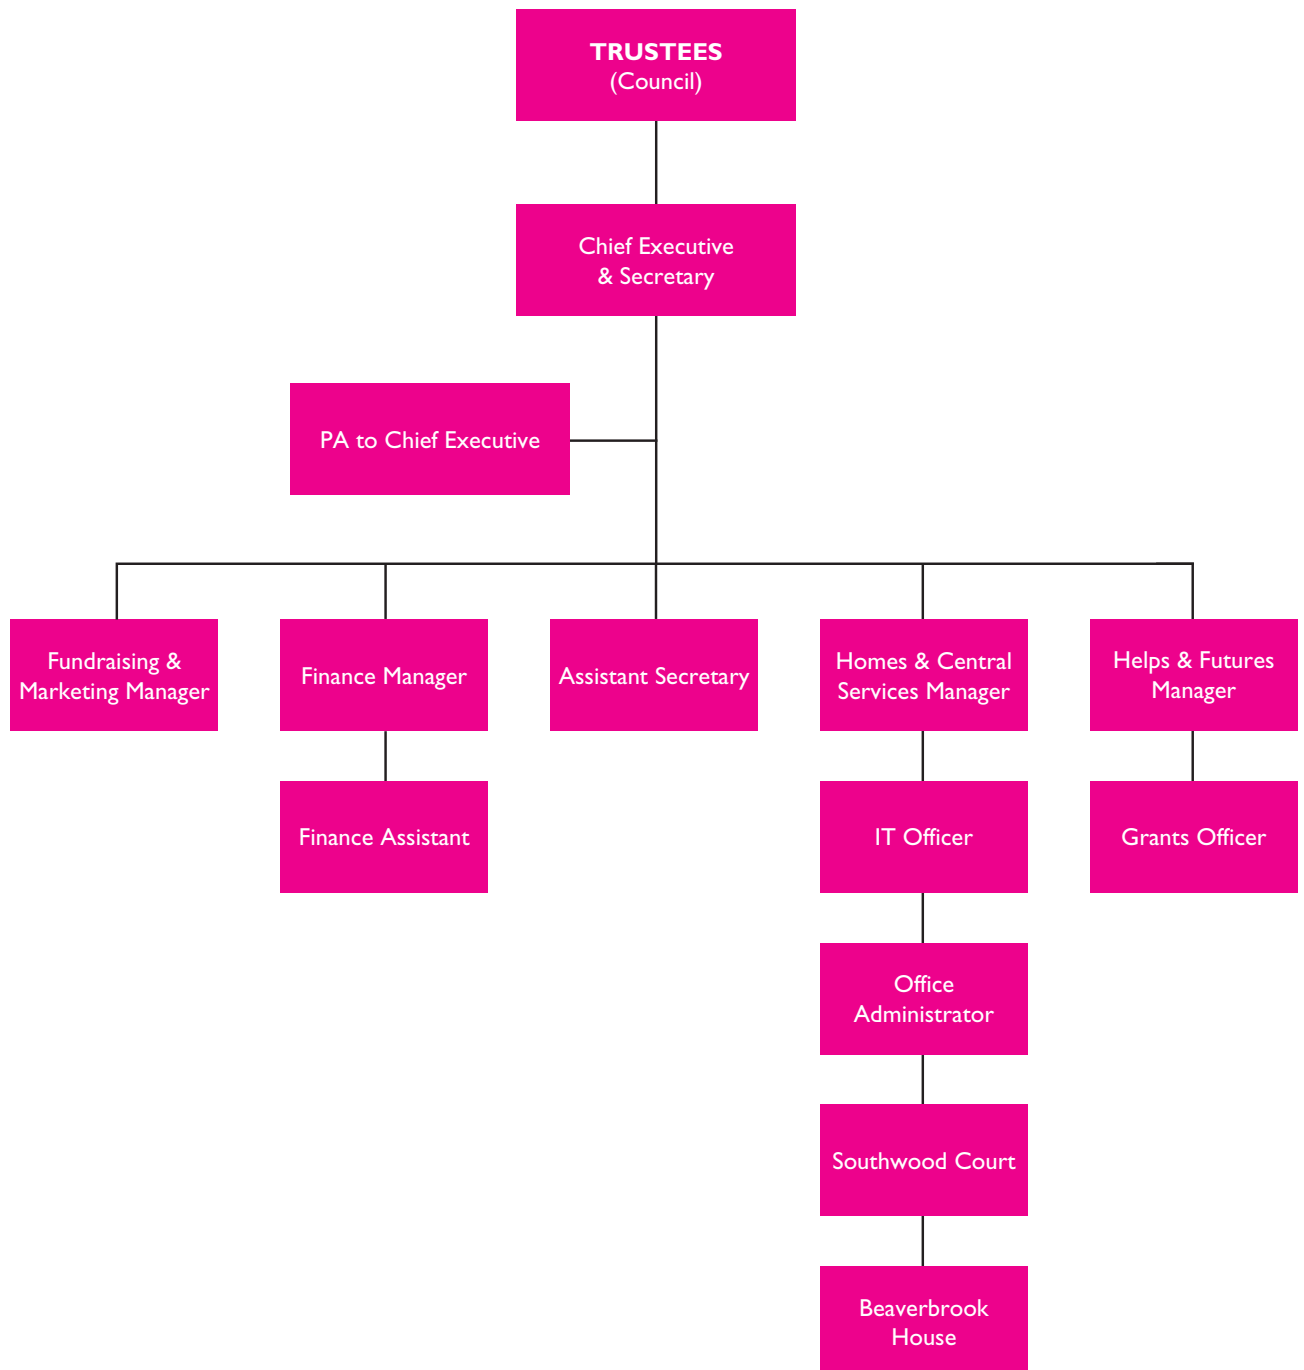 TRUSTEES
(Council)
Chief Executive
& Secretary
PA to Chief Executive
Fundraising &
Marketing Manager
Finance Manager
Assistant Secretary
Homes & Central
Services Manager
Helps & Futures
Manager
Finance Assistant
IT Officer
Grants Officer
Office
Administrator
Southwood Court
Beaverbrook
House